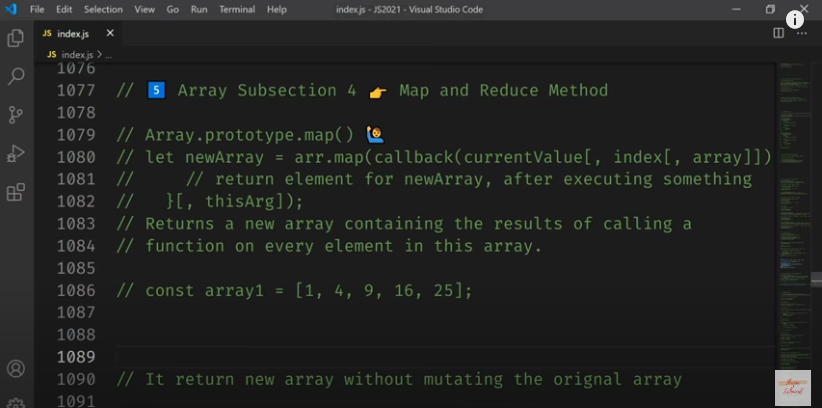 File Edit Selection View Go Run Terminal Help index.js - JS2021 - Visual Studio Code
JS index.js
JS index.js > ...
1076
1077 // 5 Array Subsection 4 👉 Map and Reduce Method
1078
1079 // Array.prototype.map() 🙋
1080 // let newArray = arr.map(callback(currentValue[, index[, array]])
1081 // // return element for newArray, after executing something
1082 // }[, thisArg]);
1083 // Returns a new array containing the results of calling a
1084 // function on every element in this array.
1085
1086 // const array1 = [1, 4, 9, 16, 25];
1087
1088
1089
1090 // It return new array without mutating the orignal array
1091